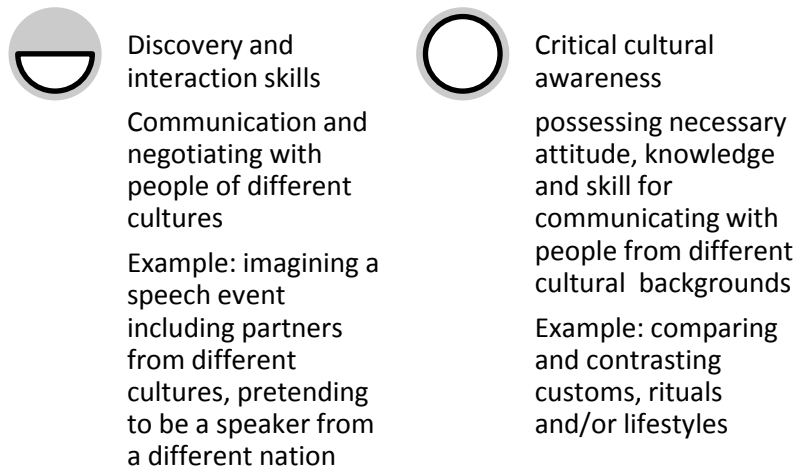 Discovery and
interaction skills
Communication and
negotiating with
people of different
cultures
Example: imagining a
speech event
including partners
from different
cultures, pretending
to be a speaker from
a different nation
Critical cultural
awareness
possessing necessary
attitude, knowledge
and skill for
communicating with
people from different
cultural backgrounds
Example: comparing
and contrasting
customs, rituals
and/or lifestyles